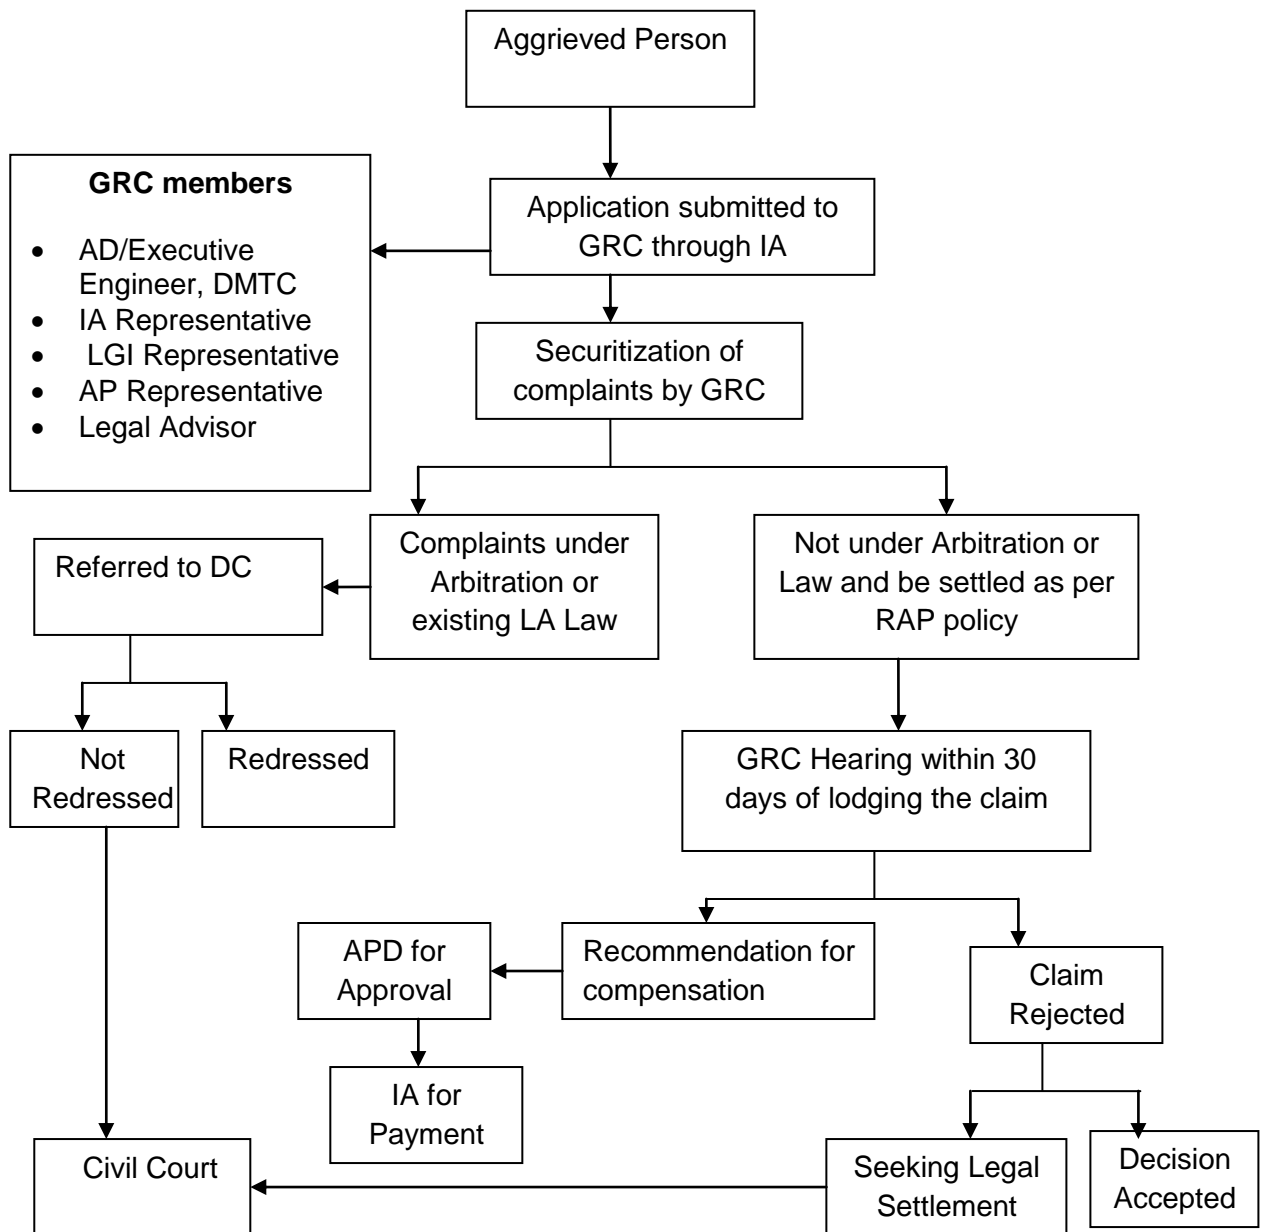 Aggrieved Person
GRC members
• AD/Executive
Engineer, DMTC
• IA Representative
• LGI Representative
• AP Representative
• Legal Advisor
Application submitted to
GRC through IA
Securitization of
complaints by GRC
Referred to DC
Complaints under
Arbitration or
existing LA Law
Not under Arbitration or
Law and be settled as per
RAP policy
Not
Redressed
Redressed
GRC Hearing within 30
days of lodging the claim
APD for
Approval
Recommendation for
compensation
Claim
Rejected
IA for
Payment
Civil Court
Seeking Legal
Settlement
Decision
Accepted